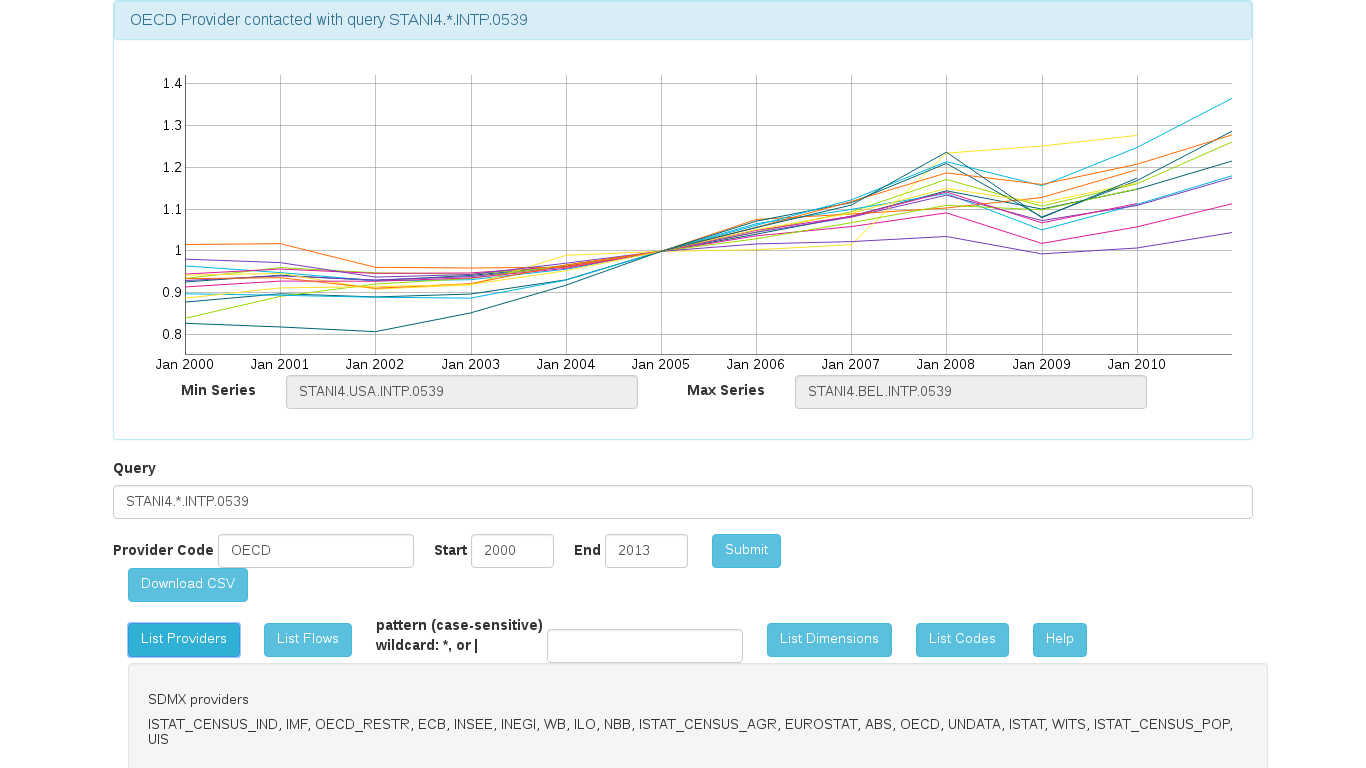 OECD Provider contacted with query STANI4.*.INTP.0539
1.4
1.3
1.2
1.1
1
0.9
0.8
Jan 2000 Jan 2001 Jan 2002 Jan 2003 Jan 2004 Jan 2005 Jan 2006 Jan 2007 Jan 2008 Jan 2009 Jan 2010
Min Series STANI4.USA.INTP.0539 Max Series STANI4.BEL.INTP.0539
Query
STANI4.*.INTP.0539
Provider Code OECD Start 2000 End 2013 Submit
Download CSV
List Providers List Flows pattern (case-sensitive) List Dimensions List Codes Help
wildcard: *, or |
SDMX providers
ISTAT_CENSUS_IND, IMF, OECD_RESTR, ECB, INSEE, INEGI, WB, ILO, NBB, ISTAT_CENSUS_AGR, EUROSTAT, ABS, OECD, UNDATA, ISTAT, WITS, ISTAT_CENSUS_POP,
UIS